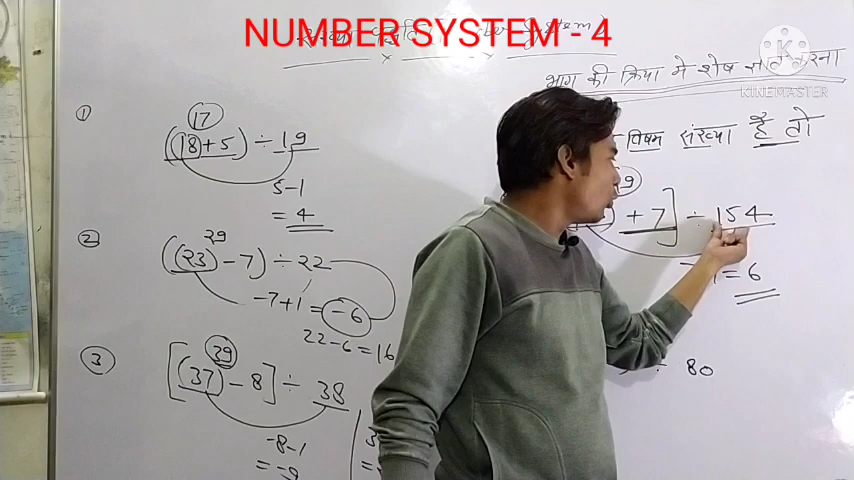 NUMBER SYSTEM - 4
KINEMASTER
भाग की क्रिया मे शेष ज्ञात करना
विषम संख्या है तो
① (18^17 + 5) ÷ 19
5-1
= 4
② ((23)^29 - 7) ÷ 22
-7+1 = -6
22-6 = 16
③ [(37)^39 - 8] ÷ 38
-8-1
= -9
+ 7] ÷ 154
= 6
÷ 80